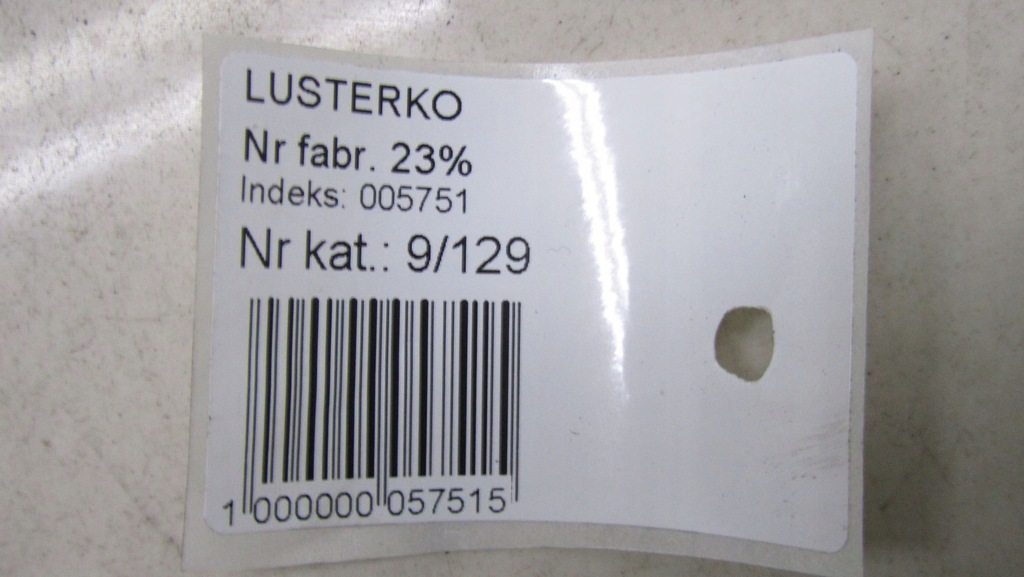 LUSTERKO
Nr fabr. 23%
Indeks: 005751
Nr kat.: 9/129
1 000000 057515